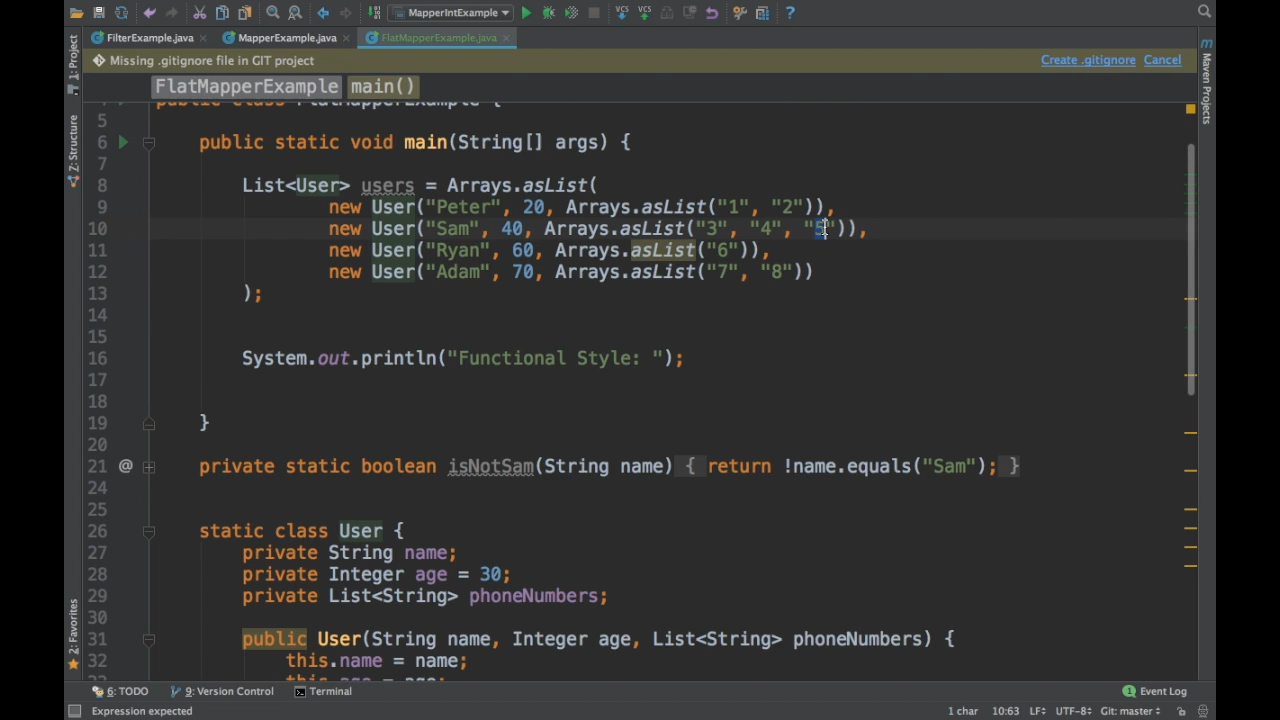 MapperIntExample
1: Project
FilterExample.java
MapperExample.java
FlatMapperExample.java
Missing .gitignore file in GIT project
Create .gitignore
Cancel
m Maven Projects
FlatMapperExample main()
public class FlatMapperExample {
5
6 public static void main(String[] args) {
7
8 List<User> users = Arrays.asList(
9 new User("Peter", 20, Arrays.asList("1", "2")),
10 new User("Sam", 40, Arrays.asList("3", "4", "5")),
11 new User("Ryan", 60, Arrays.asList("6")),
12 new User("Adam", 70, Arrays.asList("7", "8"))
13 );
14
15
16 System.out.println("Functional Style: ");
17
18
19 }
20
21 @ private static boolean isNotSam(String name) { return !name.equals("Sam"); }
24
25
26 static class User {
27 private String name;
28 private Integer age = 30;
29 private List<String> phoneNumbers;
30
31 public User(String name, Integer age, List<String> phoneNumbers) {
32 this.name = name;
this.age = age;
Z: Structure
2: Favorites
6: TODO
9: Version Control
Terminal
1 Event Log
Expression expected
1 char
10:63
LF
UTF-8
Git: master